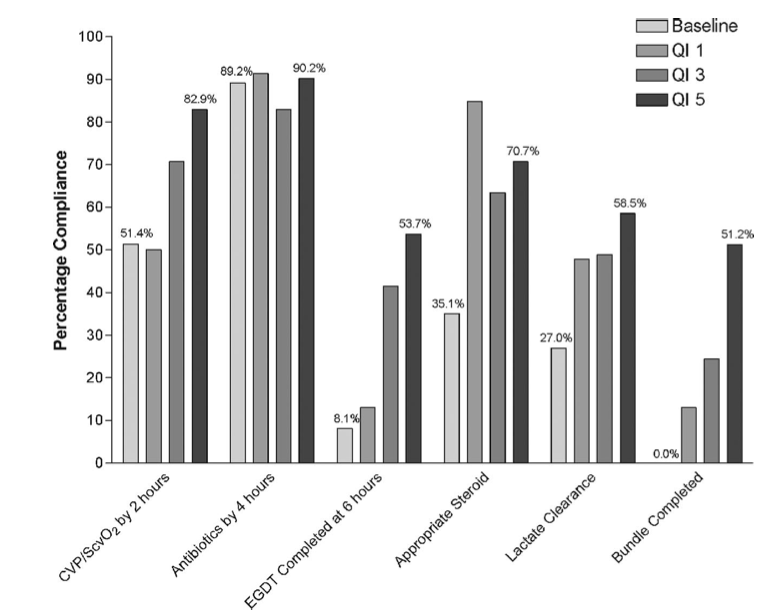 Baseline
QI 1
QI 3
QI 5
Percentage Compliance
100
90
80
70
60
50
40
30
20
10
0
51.4%
82.9%
89.2%
90.2%
8.1%
53.7%
35.1%
70.7%
27.0%
58.5%
0.0%
51.2%
CVP/ScvO₂ by 2 hours
Antibiotics by 4 hours
EGDT Completed at 6 hours
Appropriate Steroid
Lactate Clearance
Bundle Completed